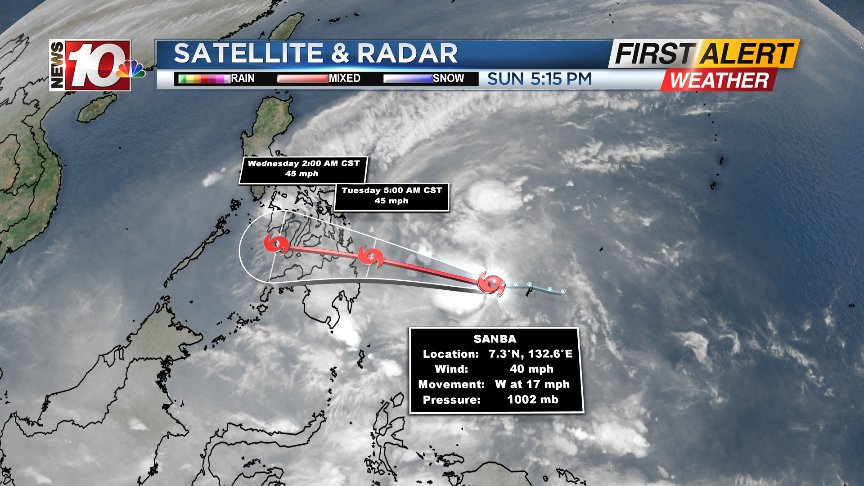 NEWS
10
SATELLITE & RADAR
RAIN MIXED SNOW SUN 5:15 PM
FIRST ALERT
WEATHER
Wednesday 2:00 AM CST
45 mph
Tuesday 5:00 AM CST
45 mph
SANBA
Location: 7.3°N, 132.6°E
Wind: 40 mph
Movement: W at 17 mph
Pressure: 1002 mb